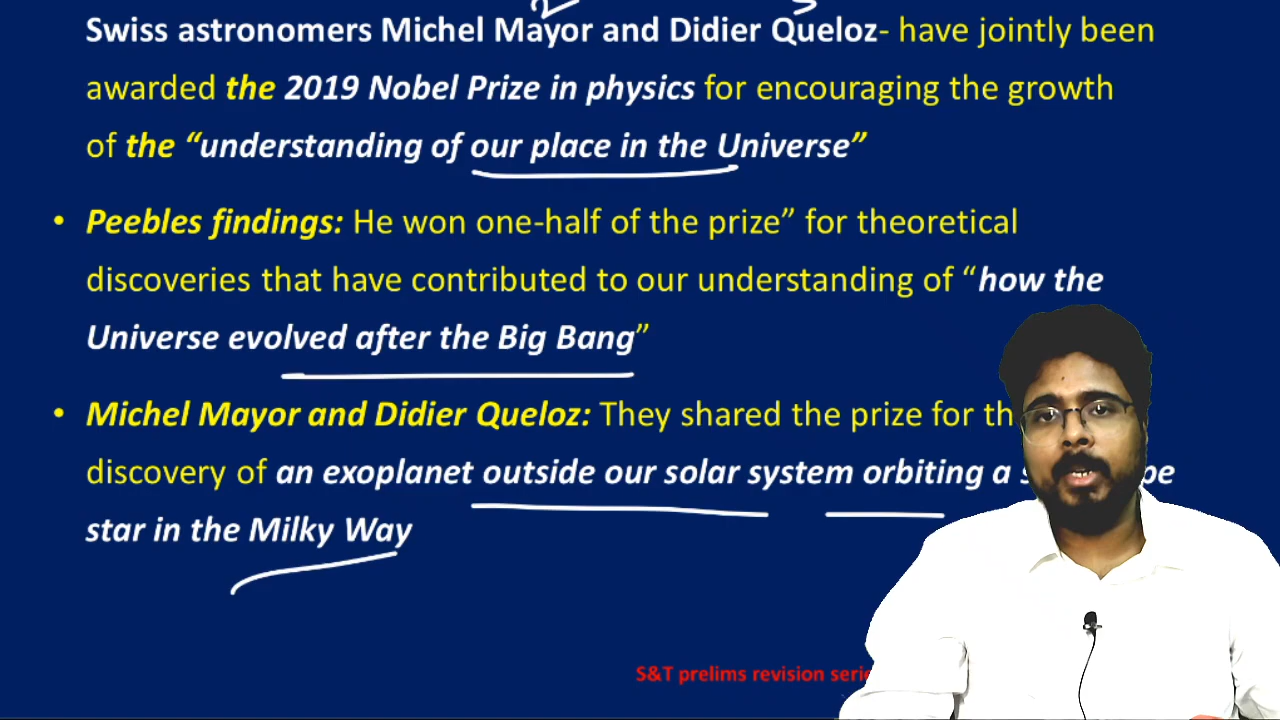 Swiss astronomers Michel Mayor and Didier Queloz- have jointly been
awarded the 2019 Nobel Prize in physics for encouraging the growth
of the “understanding of our place in the Universe”
• Peebles findings: He won one-half of the prize” for theoretical
discoveries that have contributed to our understanding of “how the
Universe evolved after the Big Bang”
• Michel Mayor and Didier Queloz: They shared the prize for
discovery of an exoplanet outside our solar system orbiting a
star in the Milky Way
S&T prelims revision